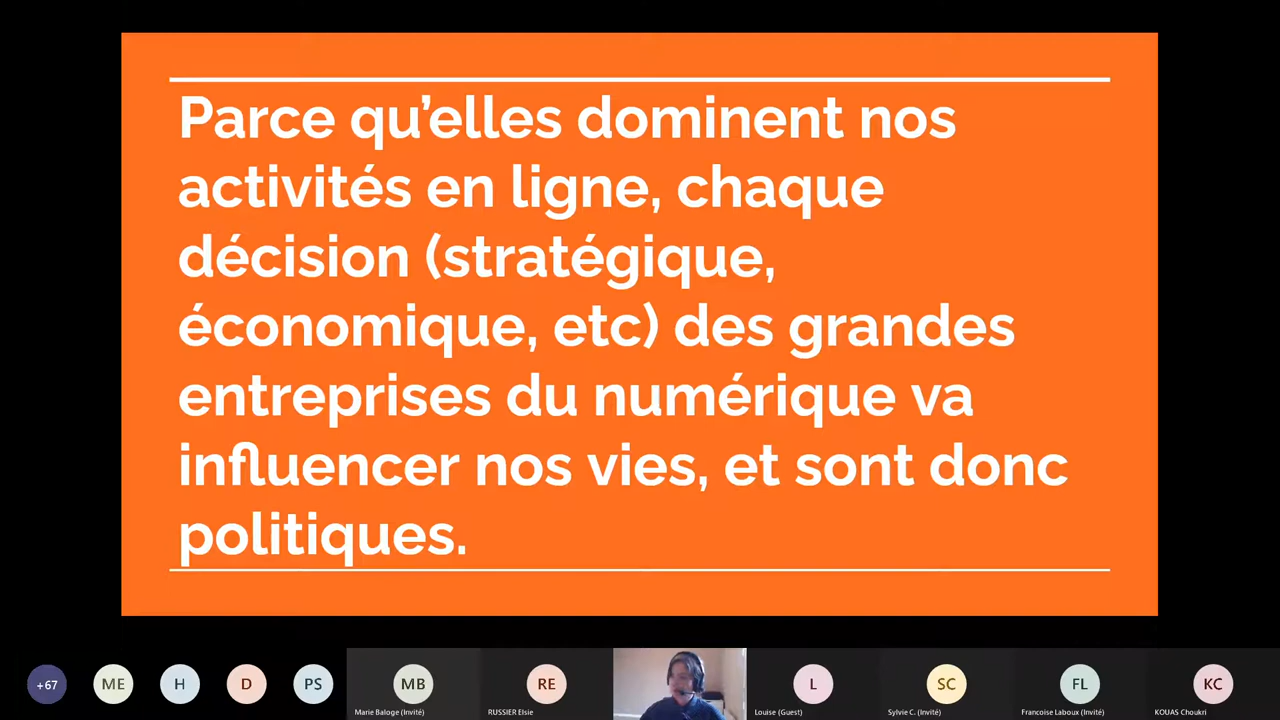 Parce qu’elles dominent nos
activités en ligne, chaque
décision (stratégique,
économique, etc) des grandes
entreprises du numérique va
influencer nos vies, et sont donc
politiques.
+67
ME
H
D
PS
MB
RE
L
SC
FL
KC
Marie Baloge (Invité)
RUSSIER Elsie
Louise (Guest)
Sylvie C. (Invité)
Francoise Laboux (Invité)
KOUAS Choukri